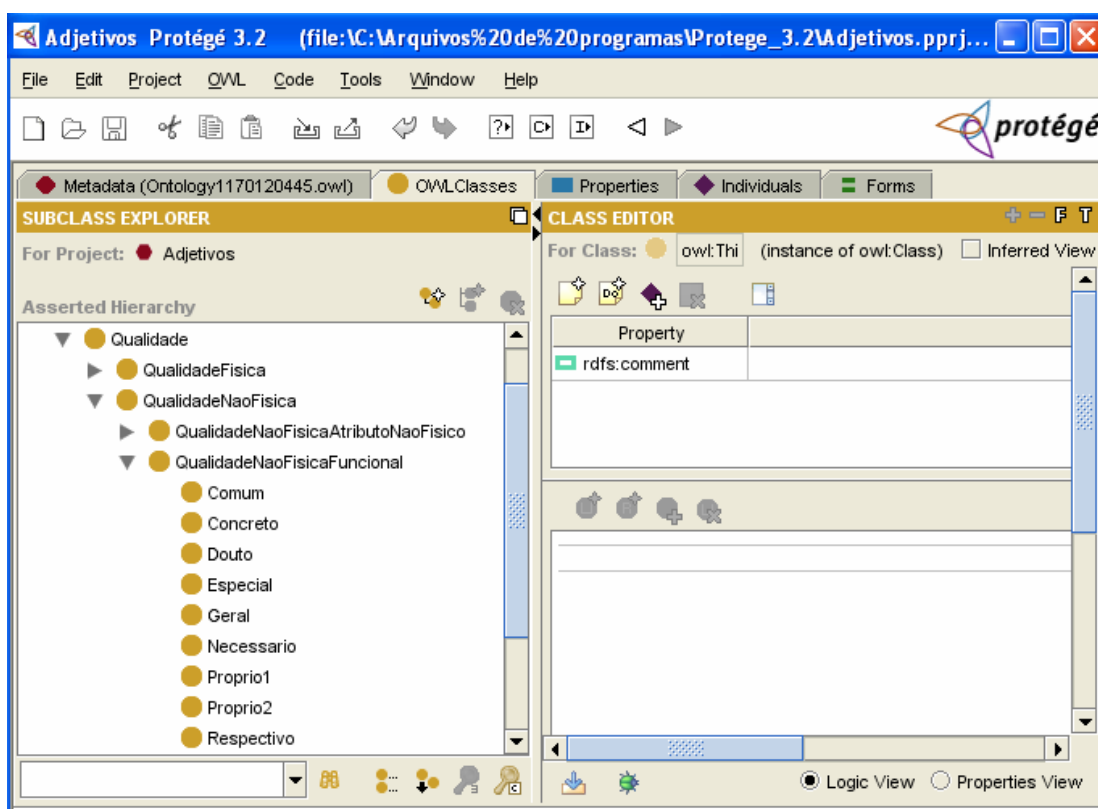 Adjetivos Protégé 3.2 (file:\C:\Arquivos%20de%20programas\Protege_3.2\Adjetivos.pprj...
File Edit Project OWL Code Tools Window Help
protégé
Metadata (Ontology1170120445.owl) OWLClasses Properties Individuals Forms
SUBCLASS EXPLORER
For Project: Adjetivos
Asserted Hierarchy
Qualidade
QualidadeFisica
QualidadeNaoFisica
QualidadeNaoFisicaAtributoNaoFisico
QualidadeNaoFisicaFuncional
Comum
Concreto
Douto
Especial
Geral
Necessario
Proprio1
Proprio2
Respectivo
CLASS EDITOR
F T
For Class: owl:Thi (instance of owl:Class) Inferred View
Property
rdfs:comment
Logic View Properties View